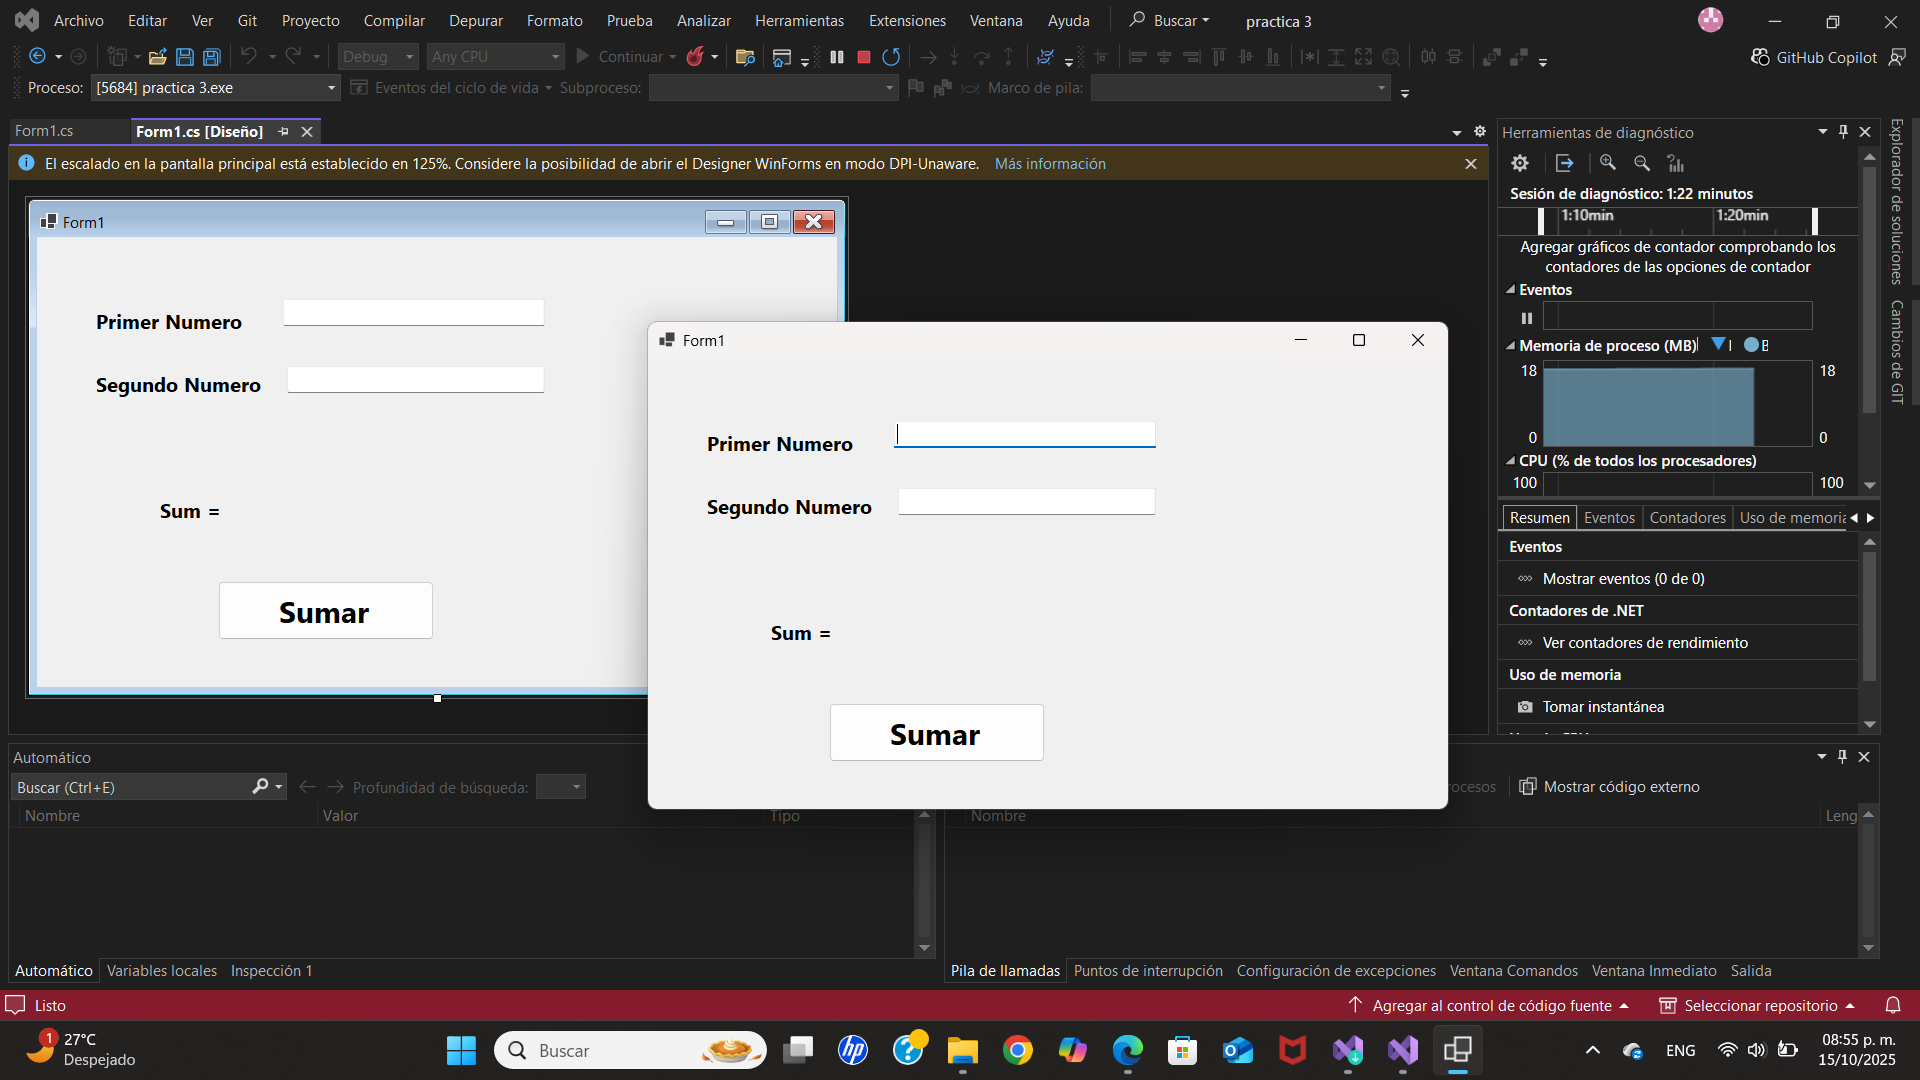 Archivo Editar Ver Git Proyecto Compilar Depurar Formato Prueba Analizar Herramientas Extensiones Ventana Ayuda Buscar practica 3
Debug Any CPU Continuar GitHub Copilot
Proceso: [5684] practica 3.exe Eventos del ciclo de vida Subproceso: Marco de pila:
Form1.cs Form1.cs [Diseño]
El escalado en la pantalla principal está establecido en 125%. Considere la posibilidad de abrir el Designer WinForms en modo DPI-Unaware. Más información
Form1
Primer Numero
Segundo Numero
Sum =
Sumar
Form1
Primer Numero
Segundo Numero
Sum =
Sumar
Herramientas de diagnóstico
Sesión de diagnóstico: 1:22 minutos
1:10min 1:20min
Agregar gráficos de contador comprobando los
contadores de las opciones de contador
Eventos
Memoria de proceso (MB)
18 18
0 0
CPU (% de todos los procesadores)
100 100
Resumen Eventos Contadores Uso de memoria
Eventos
Mostrar eventos (0 de 0)
Contadores de .NET
Ver contadores de rendimiento
Uso de memoria
Tomar instantánea
Explorador de soluciones
Cambios de GIT
Automático
Buscar (Ctrl+E) Profundidad de búsqueda:
Nombre Valor Tipo
Automático Variables locales Inspección 1
Mostrar código externo
Nombre Leng
Pila de llamadas Puntos de interrupción Configuración de excepciones Ventana Comandos Ventana Inmediato Salida
Listo Agregar al control de código fuente Seleccionar repositorio
1 27°C
Despejado
Buscar
hp
ENG
08:55 p. m.
15/10/2025